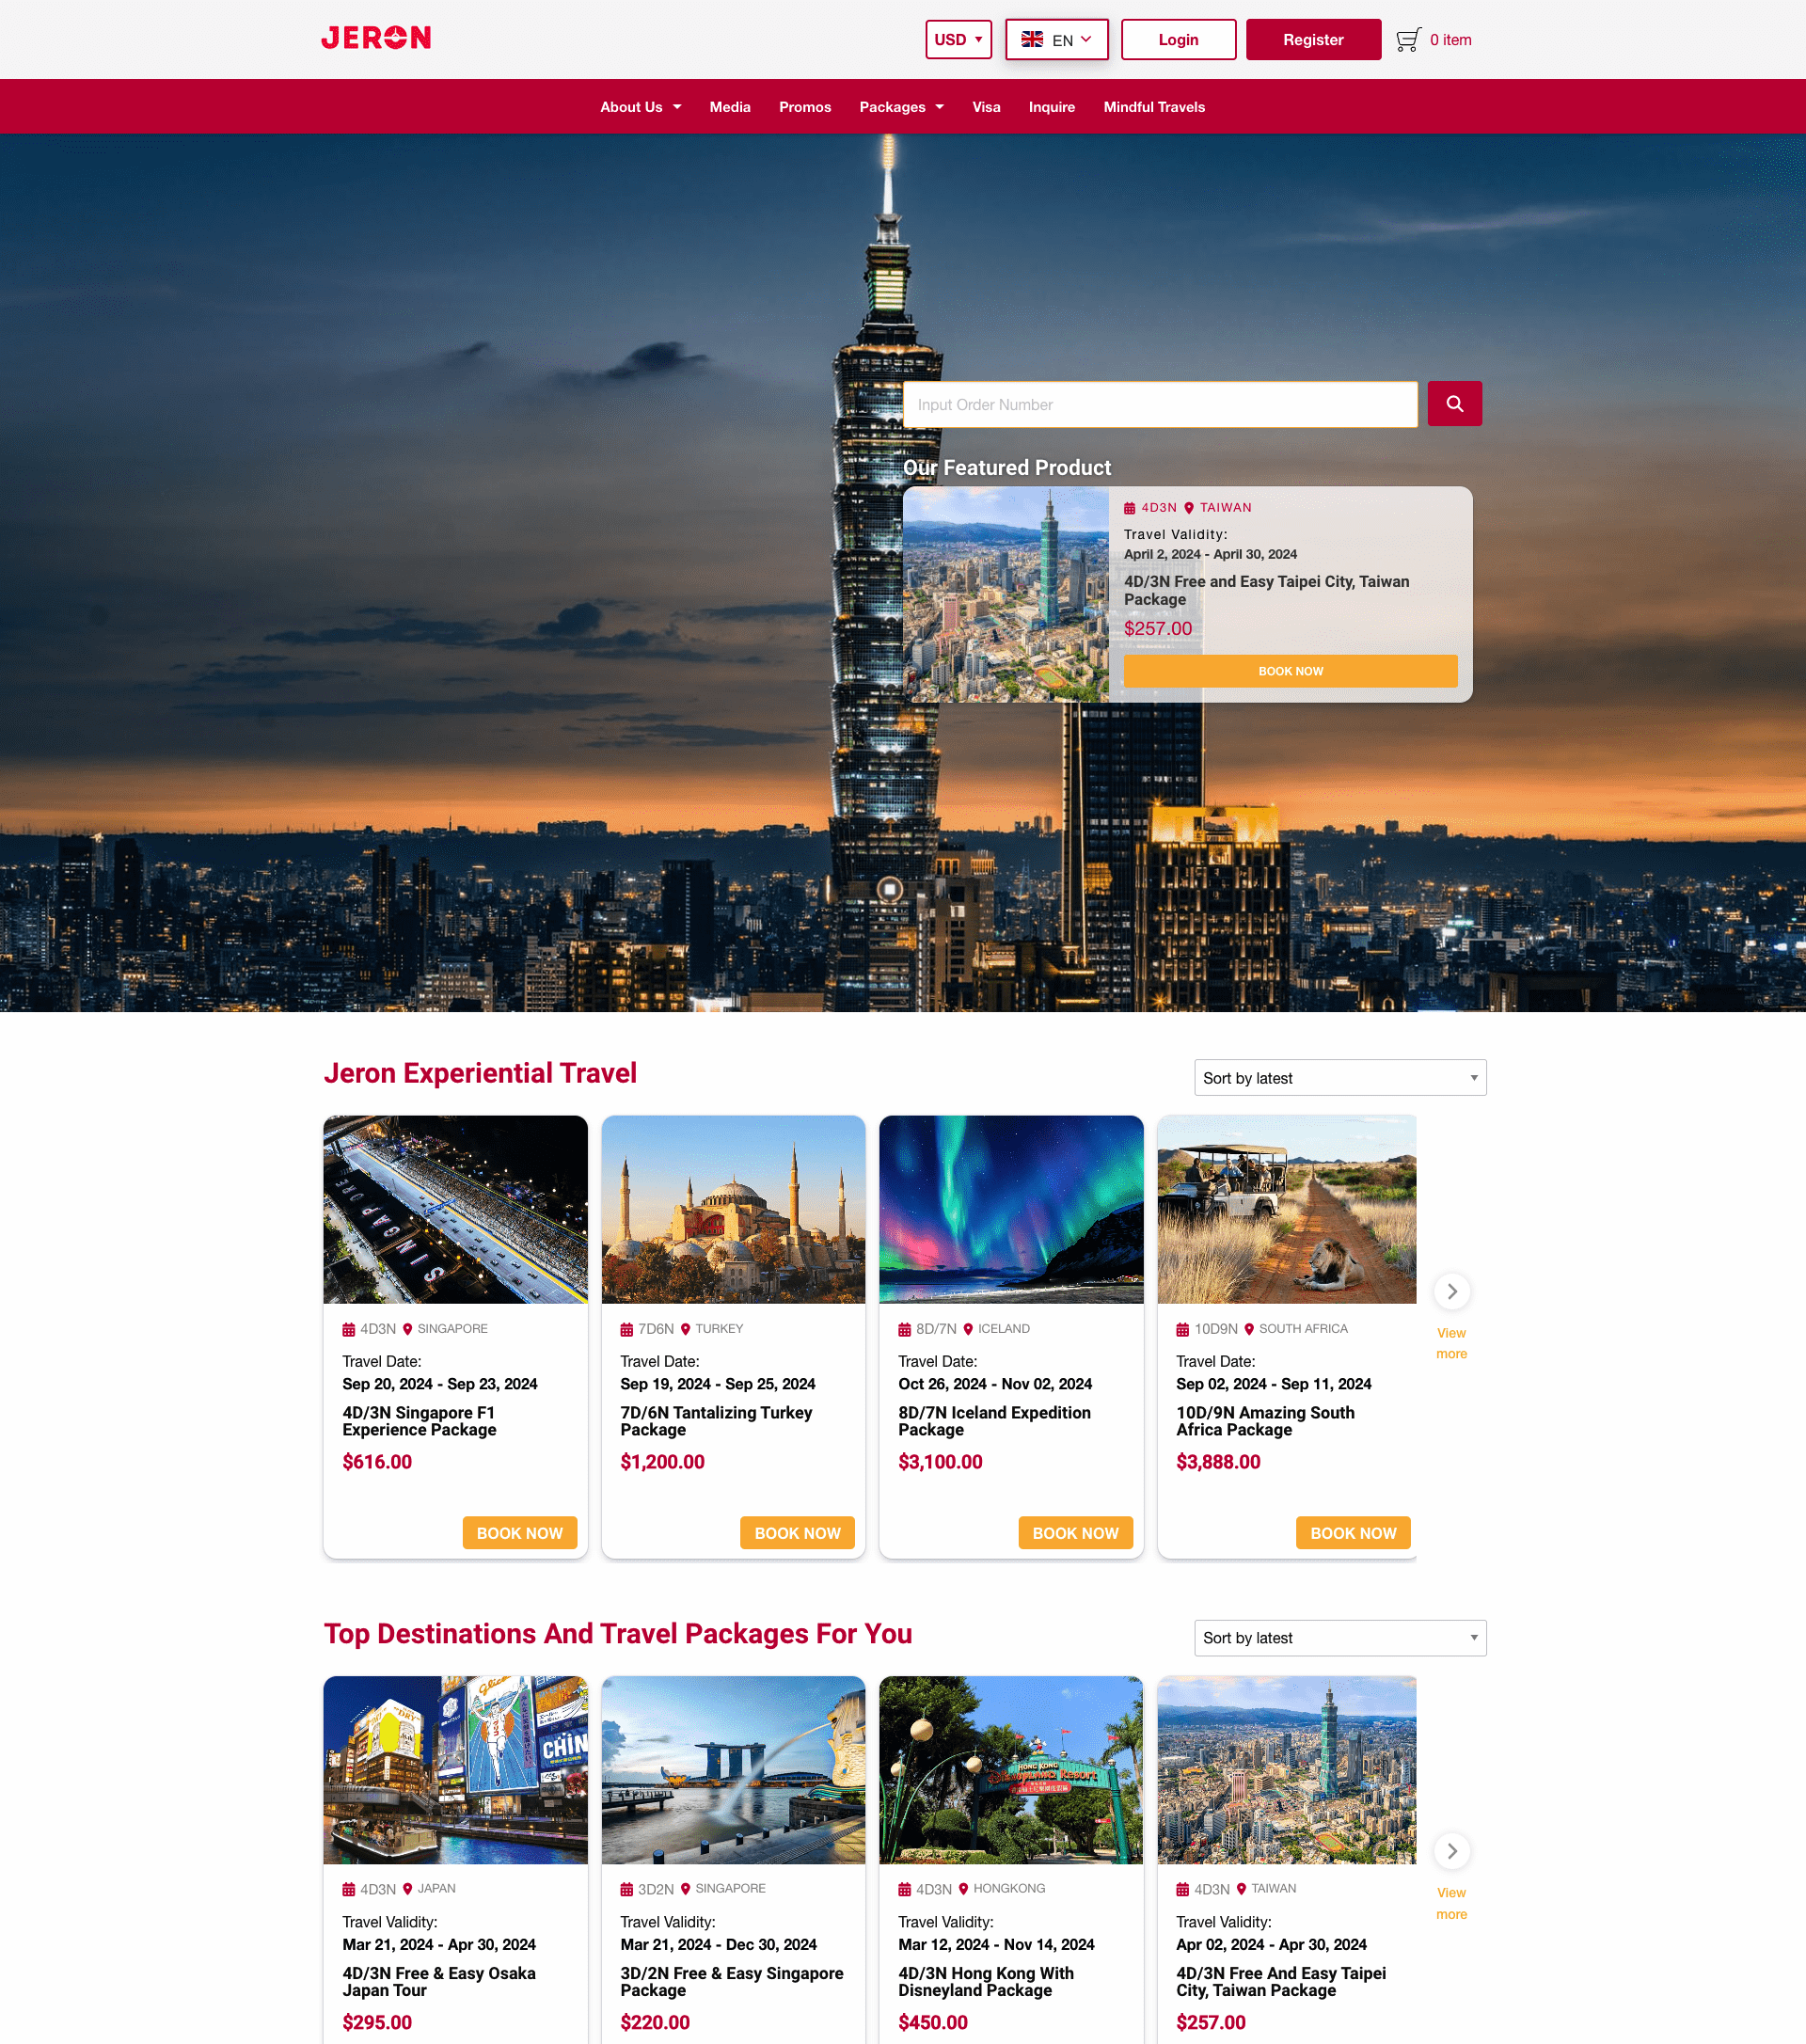 JERON
USD
EN
Login
Register
0 item
About Us
Media
Promos
Packages
Visa
Inquire
Mindful Travels
Input Order Number
Our Featured Product
4D3N TAIWAN
Travel Validity:
April 2, 2024 - April 30, 2024
4D/3N Free and Easy Taipei City, Taiwan
Package
$257.00
BOOK NOW
Jeron Experiential Travel
Sort by latest
SINGAPORE
4D3N SINGAPORE
Travel Date:
Sep 20, 2024 - Sep 23, 2024
4D/3N Singapore F1
Experience Package
$616.00
BOOK NOW
7D6N TURKEY
Travel Date:
Sep 19, 2024 - Sep 25, 2024
7D/6N Tantalizing Turkey
Package
$1,200.00
BOOK NOW
8D/7N ICELAND
Travel Date:
Oct 26, 2024 - Nov 02, 2024
8D/7N Iceland Expedition
Package
$3,100.00
BOOK NOW
10D9N SOUTH AFRICA
Travel Date:
Sep 02, 2024 - Sep 11, 2024
10D/9N Amazing South
Africa Package
$3,888.00
BOOK NOW
View
more
Top Destinations And Travel Packages For You
Sort by latest
Glico
CHIN
4D3N JAPAN
Travel Validity:
Mar 21, 2024 - Apr 30, 2024
4D/3N Free & Easy Osaka
Japan Tour
$295.00
3D2N SINGAPORE
Travel Validity:
Mar 21, 2024 - Dec 30, 2024
3D/2N Free & Easy Singapore
Package
$220.00
HONG KONG
Disneyland Resort
4D3N HONGKONG
Travel Validity:
Mar 12, 2024 - Nov 14, 2024
4D/3N Hong Kong With
Disneyland Package
$450.00
4D3N TAIWAN
Travel Validity:
Apr 02, 2024 - Apr 30, 2024
4D/3N Free And Easy Taipei
City, Taiwan Package
$257.00
View
more